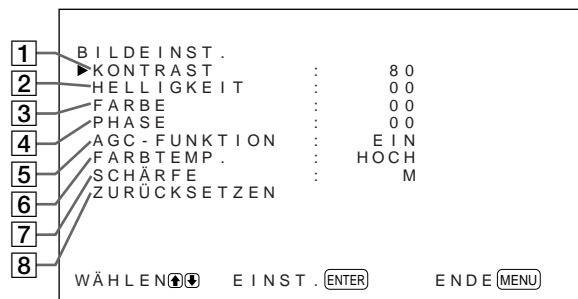 BILDEINST.
1 ▶KONTRAST : 80
2 HELLIGKEIT : 00
3 FARBE : 00
4 PHASE : 00
5 AGC-FUNKTION : EIN
6 FARBTEMP. : HOCH
7 SCHÄRFE : M
8 ZURÜCKSETZEN
WÄHLEN ↑ ↓ EINST. ENTER ENDE MENU